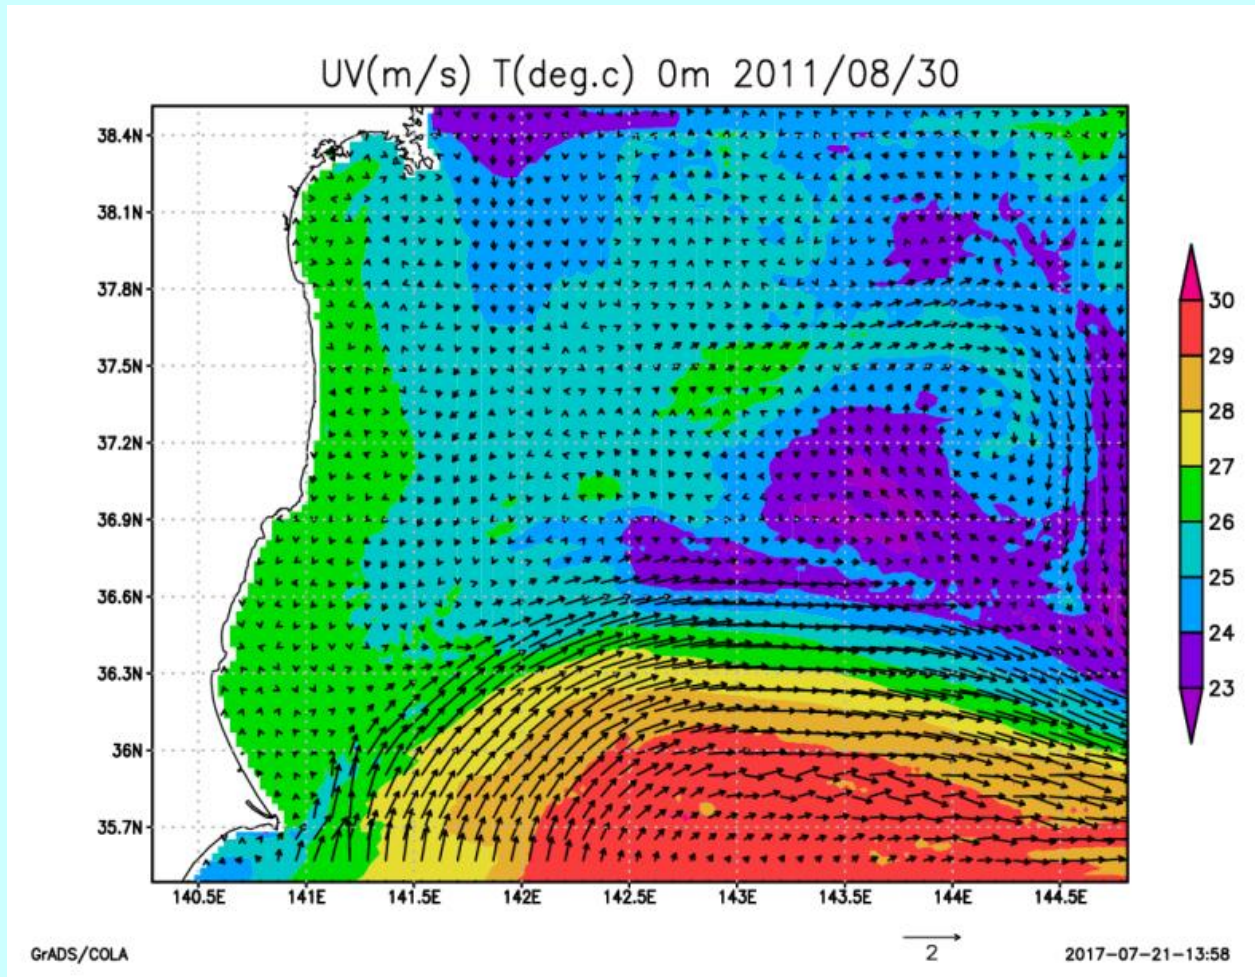 UV(m/s) T(deg.c) 0m 2011/08/30
38.4N
38.1N
37.8N
37.5N
37.2N
36.9N
36.6N
36.3N
36N
35.7N
140.5E 141E 141.5E 142E 142.5E 143E 143.5E 144E 144.5E
30
29
28
27
26
25
24
23
2
GrADS/COLA
2017-07-21-13:58